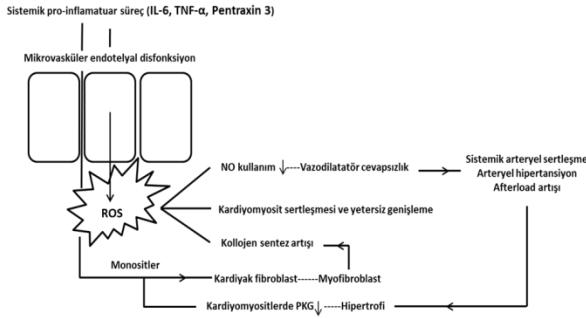 Sistemik pro-inflamatuar süreç (IL-6, TNF-α, Pentraxin 3)
Mikrovasküler endotelyal disfonksiyon
NO kullanım ↓----Vazodilatatör cevapsızlık
Sistemik arteryel sertleşme
Arteryel hipertansiyon
Afterload artışı
ROS
Kardiyomyosit sertleşmesi ve yetersiz genişleme
Kollojen sentez artışı
Monositler
Kardiyak fibroblast------Myofibroblast
Kardiyomyositlerde PKG↓ -----Hipertrofi